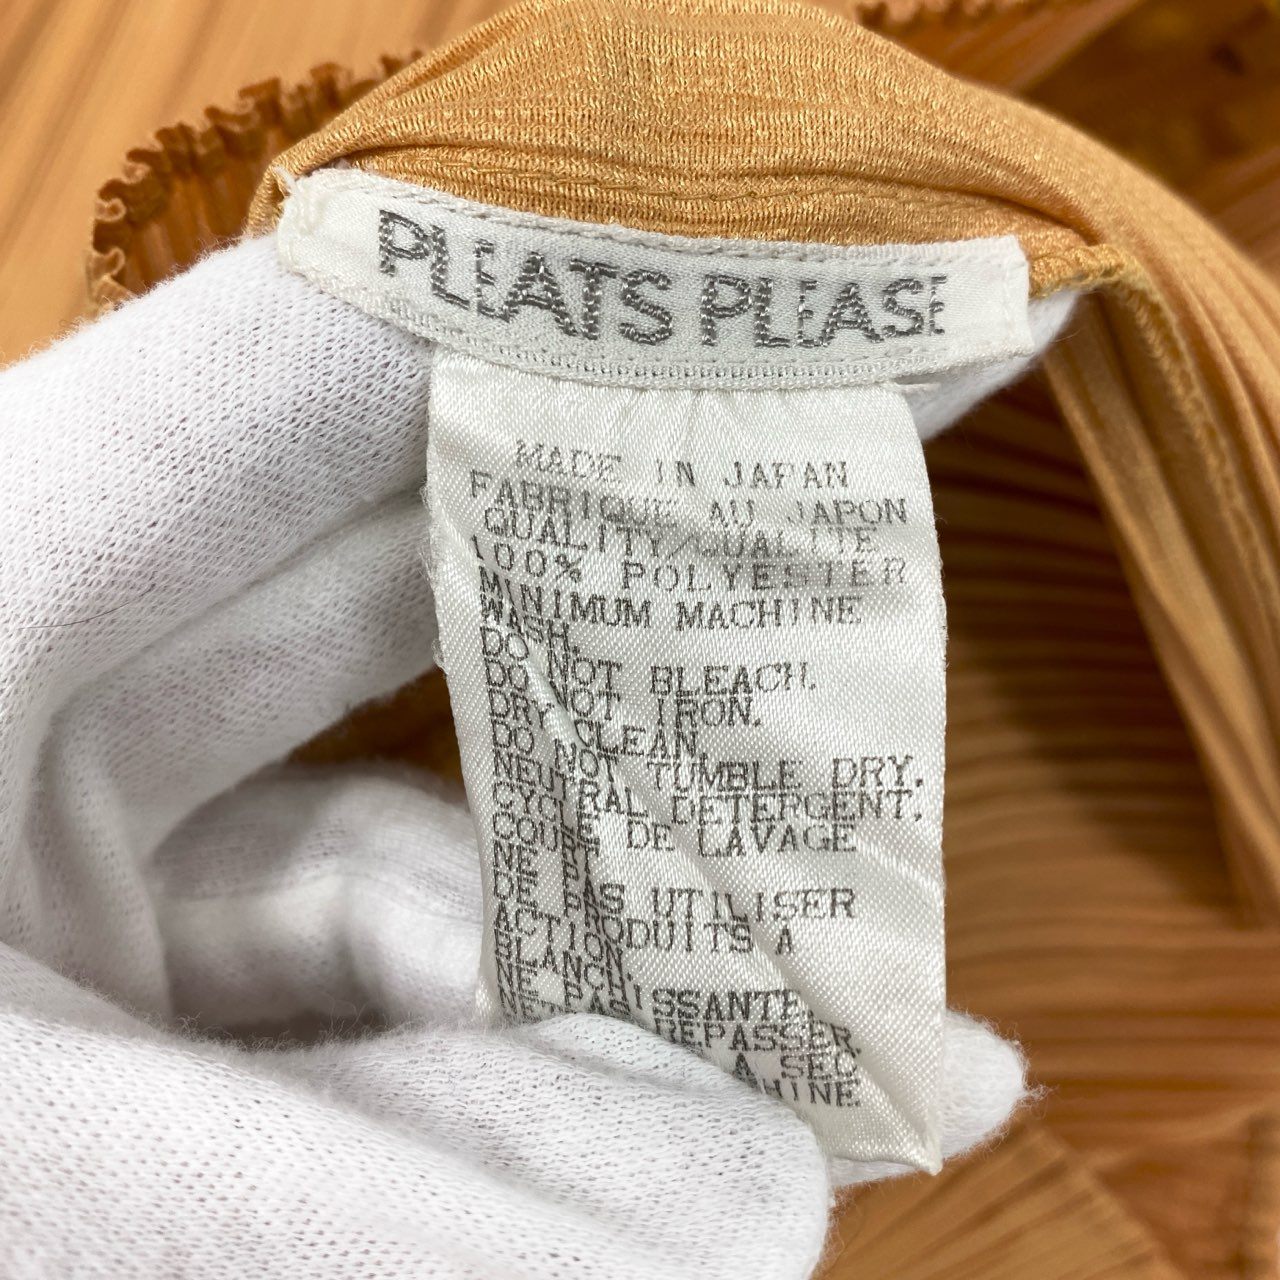 PLEATS PLEASE
MADE IN JAPAN
FABRIQUE AU JAPON
QUALITY/QUALITE
100% POLYESTER
MINIMUM MACHINE
WASH.
DO NOT BLEACH.
DO NOT IRON.
DRY CLEAN.
DO NOT TUMBLE DRY.
NEUTRAL DETERGENT.
CYCLE DE LAVAGE
COURT
NE PAS UTILISER
DE PRODUITS A
ACTION
BLANCHISSANTE
NE PAS REPASSER.
A SEC